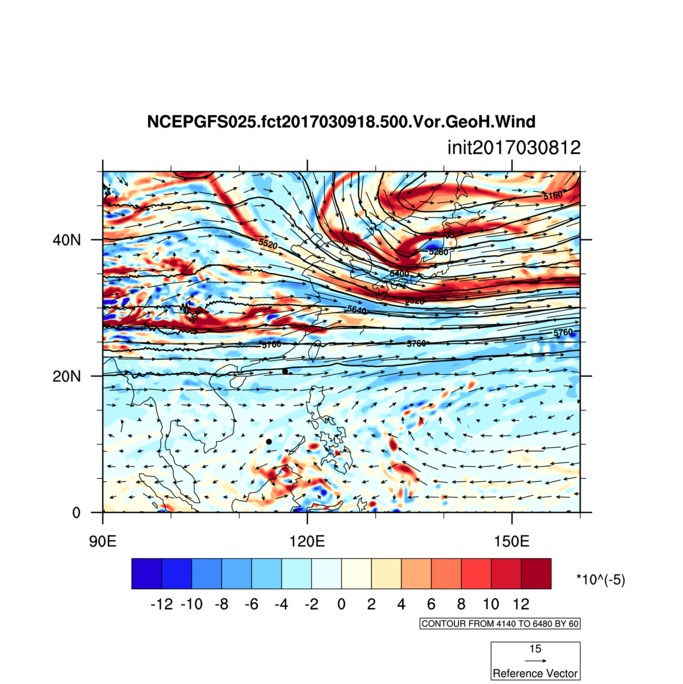 NCEPGFS025.fct2017030918.500.Vor.GeoH.Wind
init2017030812
5160
40N
5520
5280
5400
5520
5640
5760
5760
5760
20N
0
90E 120E 150E
-12 -10 -8 -6 -4 -2 0 2 4 6 8 10 12
*10^(-5)
CONTOUR FROM 4140 TO 6480 BY 60
15
Reference Vector